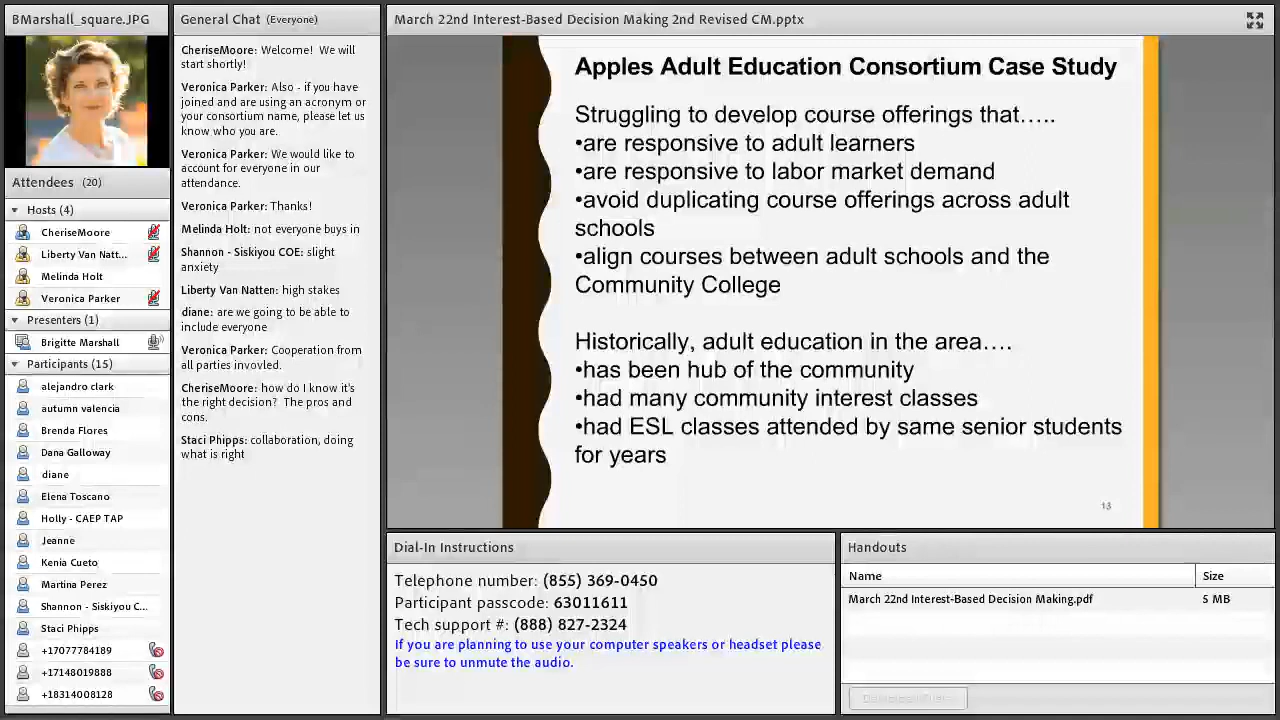 BMarshall_square.JPG
Attendees (20)
Hosts (4)
CheriseMoore
Liberty Van Natt...
Melinda Holt
Veronica Parker
Presenters (1)
Brigitte Marshall
Participants (15)
alejandro clark
autumn valencia
Brenda Flores
Dana Galloway
diane
Elena Toscano
Holly - CAEP TAP
Jeanne
Kenia Cueto
Martina Perez
Shannon - Siskiyou C...
Staci Phipps
+17077784189
+17148019888
+18314008128
General Chat (Everyone)
CheriseMoore: Welcome! We will
start shortly!
Veronica Parker: Also - if you have
joined and are using an acronym or
your consortium name, please let us
know who you are.
Veronica Parker: We would like to
account for everyone in our
attendance.
Veronica Parker: Thanks!
Melinda Holt: not everyone buys in
Shannon - Siskiyou COE: slight
anxiety
Liberty Van Natten: high stakes
diane: are we going to be able to
include everyone
Veronica Parker: Cooperation from
all parties invovled.
CheriseMoore: how do I know it's
the right decision? The pros and
cons.
Staci Phipps: collaboration, doing
what is right
March 22nd Interest-Based Decision Making 2nd Revised CM.pptx
Apples Adult Education Consortium Case Study
Struggling to develop course offerings that…..
•are responsive to adult learners
•are responsive to labor market demand
•avoid duplicating course offerings across adult
schools
•align courses between adult schools and the
Community College
Historically, adult education in the area….
•has been hub of the community
•had many community interest classes
•had ESL classes attended by same senior students
for years
13
Dial-In Instructions
Telephone number: (855) 369-0450
Participant passcode: 63011611
Tech support #: (888) 827-2324
If you are planning to use your computer speakers or headset please
be sure to unmute the audio.
Handouts
Name Size
March 22nd Interest-Based Decision Making.pdf 5 MB